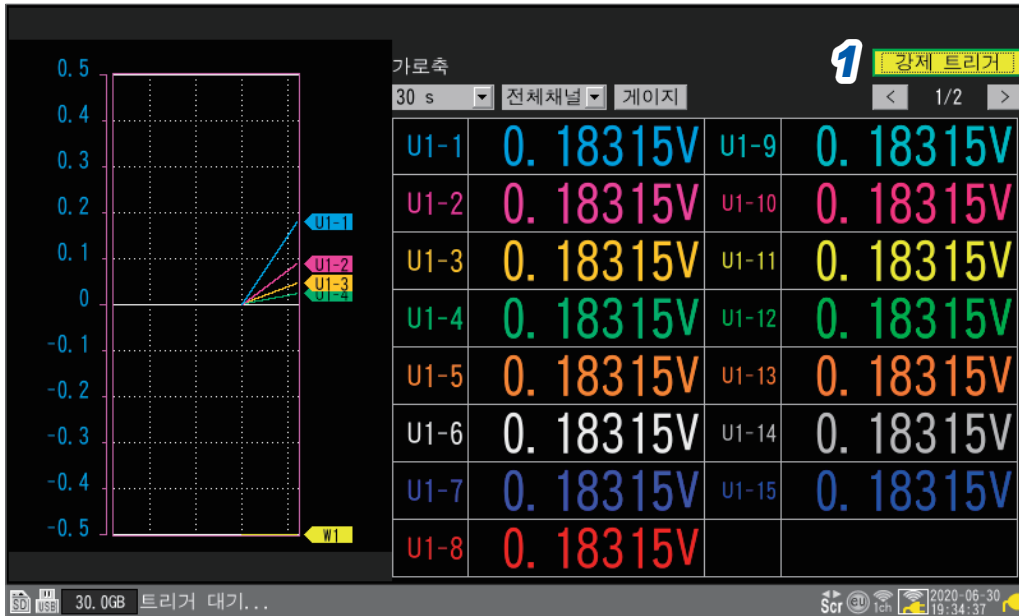 0.5
0.4
0.3
0.2
0.1
0
-0.1
-0.2
-0.3
-0.4
-0.5
U1-1
U1-2
U1-3
U1-4
W1
가로축
1 강제 트리거
30 s 전체채널 게이지 < 1/2 >
U1-1 0.18315V U1-9 0.18315V
U1-2 0.18315V U1-10 0.18315V
U1-3 0.18315V U1-11 0.18315V
U1-4 0.18315V U1-12 0.18315V
U1-5 0.18315V U1-13 0.18315V
U1-6 0.18315V U1-14 0.18315V
U1-7 0.18315V U1-15 0.18315V
U1-8 0.18315V
SD USB 30.0GB 트리거 대기... Scr 1ch 2020-06-30
19:34:37